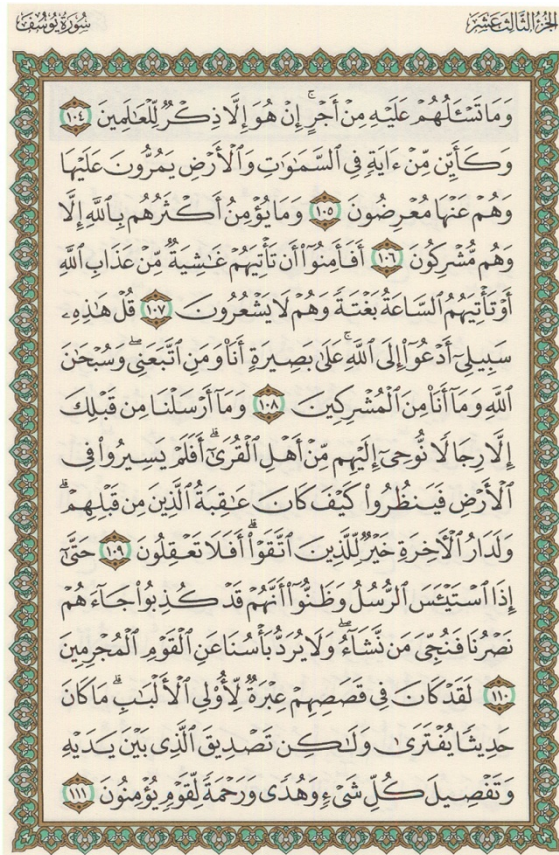 الجزء الثالث عشر
سورة يوسف
وَمَا تَسْـَٔلُهُمْ عَلَيْهِ مِنْ أَجْرٍ ۚ إِنْ هُوَ إِلَّا ذِكْرٌ لِّلْعَٰلَمِينَ ١٠٤
وَكَأَيِّن مِّنْ ءَايَةٍ فِى ٱلسَّمَٰوَٰتِ وَٱلْأَرْضِ يَمُرُّونَ عَلَيْهَا
وَهُمْ عَنْهَا مُعْرِضُونَ ١٠٥ وَمَا يُؤْمِنُ أَكْثَرُهُم بِٱللَّهِ إِلَّا
وَهُم مُّشْرِكُونَ ١٠٦ أَفَأَمِنُوٓا۟ أَن تَأْتِيَهُمْ غَٰشِيَةٌ مِّنْ عَذَابِ ٱللَّهِ
أَوْ تَأْتِيَهُمُ ٱلسَّاعَةُ بَغْتَةً وَهُمْ لَا يَشْعُرُونَ ١٠٧ قُلْ هَٰذِهِۦ
سَبِيلِىٓ أَدْعُوٓا۟ إِلَى ٱللَّهِ ۚ عَلَىٰ بَصِيرَةٍ أَنَا۠ وَمَنِ ٱتَّبَعَنِى ۖ وَسُبْحَٰنَ
ٱللَّهِ وَمَآ أَنَا۠ مِنَ ٱلْمُشْرِكِينَ ١٠٨ وَمَآ أَرْسَلْنَا مِن قَبْلِكَ
إِلَّا رِجَالًا نُّوحِىٓ إِلَيْهِم مِّنْ أَهْلِ ٱلْقُرَىٰٓ ۗ أَفَلَمْ يَسِيرُوا۟ فِى
ٱلْأَرْضِ فَيَنظُرُوا۟ كَيْفَ كَانَ عَٰقِبَةُ ٱلَّذِينَ مِن قَبْلِهِمْ ۗ
وَلَدَارُ ٱلْءَاخِرَةِ خَيْرٌ لِّلَّذِينَ ٱتَّقَوْا۟ ۗ أَفَلَا تَعْقِلُونَ ١٠٩ حَتَّىٰٓ
إِذَا ٱسْتَيْـَٔسَ ٱلرُّسُلُ وَظَنُّوٓا۟ أَنَّهُمْ قَدْ كُذِبُوا۟ جَآءَهُمْ
نَصْرُنَا فَنُجِّىَ مَن نَّشَآءُ ۖ وَلَا يُرَدُّ بَأْسُنَا عَنِ ٱلْقَوْمِ ٱلْمُجْرِمِينَ
١١٠ لَقَدْ كَانَ فِى قَصَصِهِمْ عِبْرَةٌ لِّأُو۟لِى ٱلْأَلْبَٰبِ ۗ مَا كَانَ
حَدِيثًا يُفْتَرَىٰ وَلَٰكِن تَصْدِيقَ ٱلَّذِى بَيْنَ يَدَيْهِ
وَتَفْصِيلَ كُلِّ شَىْءٍ وَهُدًى وَرَحْمَةً لِّقَوْمٍ يُؤْمِنُونَ ١١١